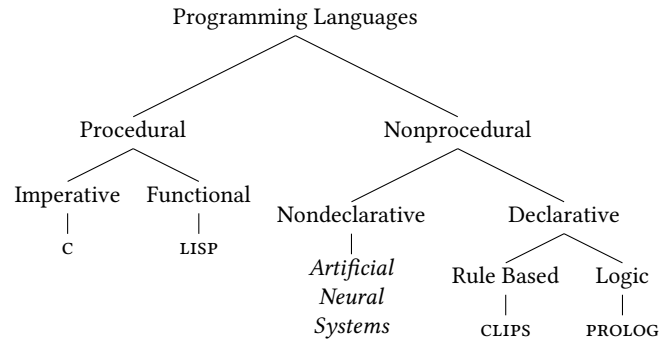 Programming Languages
Procedural
Nonprocedural
Imperative
Functional
Nondeclarative
Declarative
C
LISP
Artificial
Neural
Systems
Rule Based
Logic
CLIPS
PROLOG